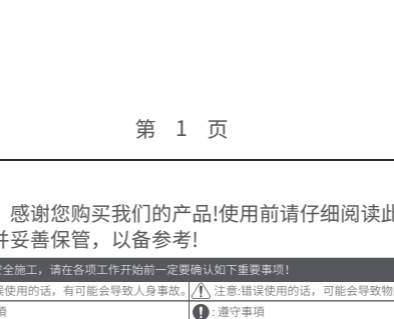 第 1 页
感谢您购买我们的产品!使用前请仔细阅读此
并妥善保管，以备参考!
安全施工，请在各项工作开始前一定要确认如下重要事项!
误使用的话，有可能会导致人身事故。 注意:错误使用的话，可能会导致物
項 : 遵守事項